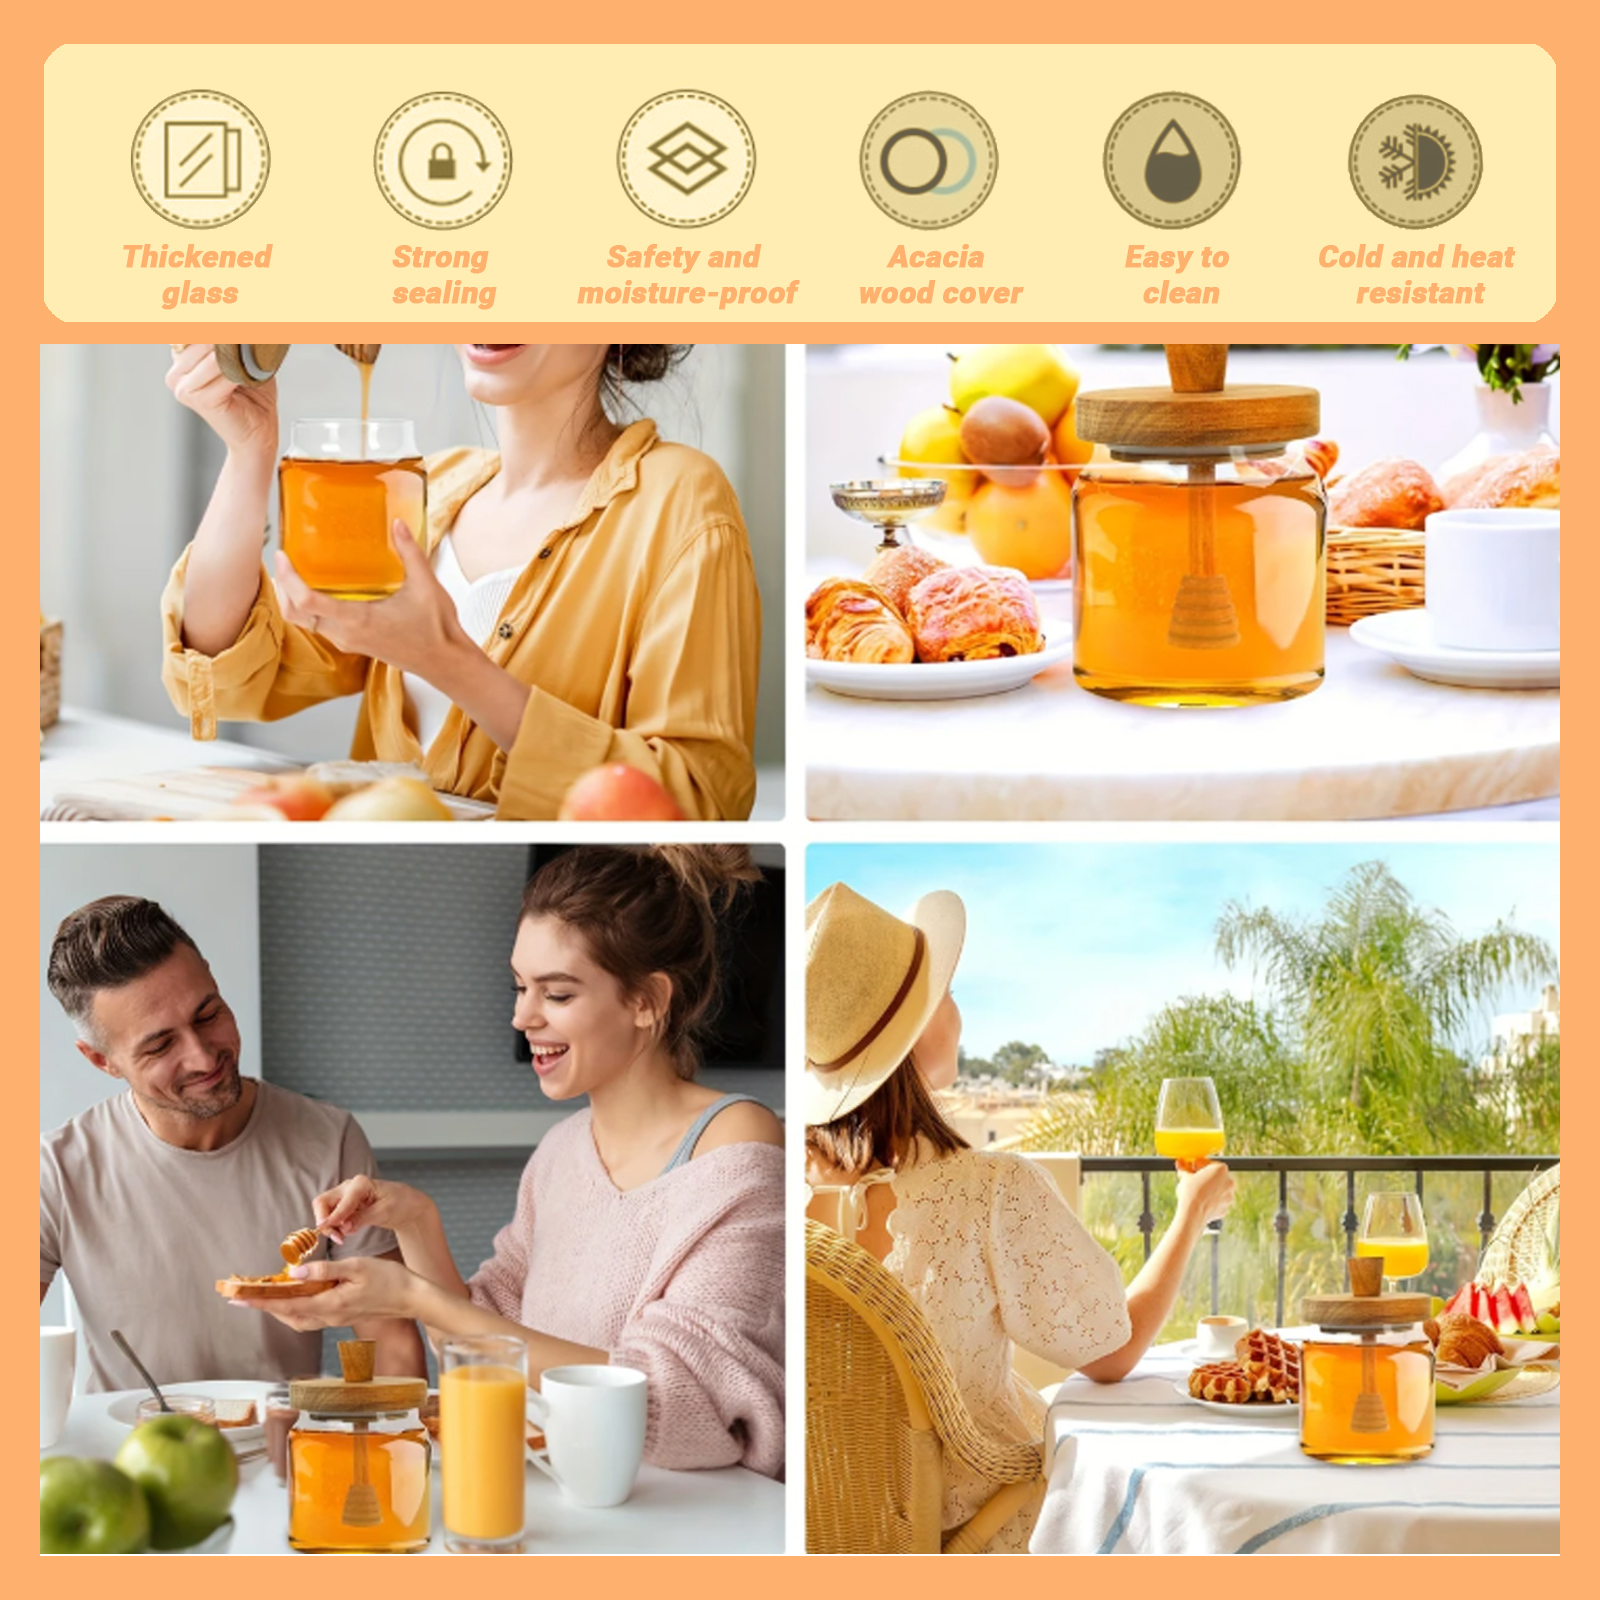 Thickened
glass
Strong
sealing
Safety and
moisture-proof
Acacia
wood cover
Easy to
clean
Cold and heat
resistant